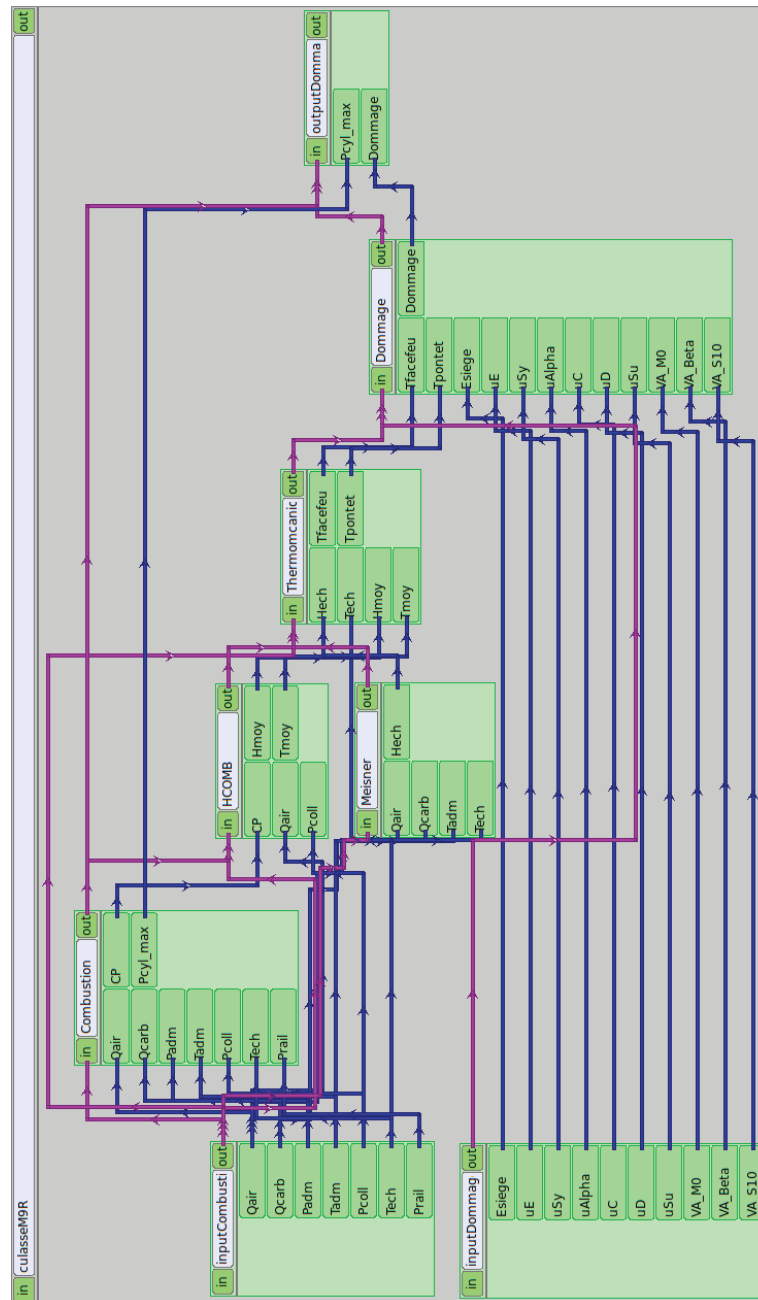 in culasseM9R out
in inputCombusti out
Qair
Qcarb
Padm
Tadm
Pcoll
Tech
Prail
in inputDommag out
Esiege
uE
uSy
uAlpha
uC
uD
uSu
VA_M0
VA_Beta
VA_S10
in Combustion out
Qair CP
Qcarb Pcyl_max
Padm
Tadm
Pcoll
Tech
Prail
in HCOMB out
CP Hmoy
Qair Tmoy
Pcoll
in Meisner out
Qair Hech
Qcarb
Tadm
Tech
in Thermomcanic out
Hech Tfacefeu
Tech Tpontet
Hmoy
Tmoy
in Dommage out
Tfacefeu Dommage
Tpontet
Esiege
uE
uSy
uAlpha
uC
uD
uSu
VA_M0
VA_Beta
VA_S10
in outputDomma out
Pcyl_max
Dommage